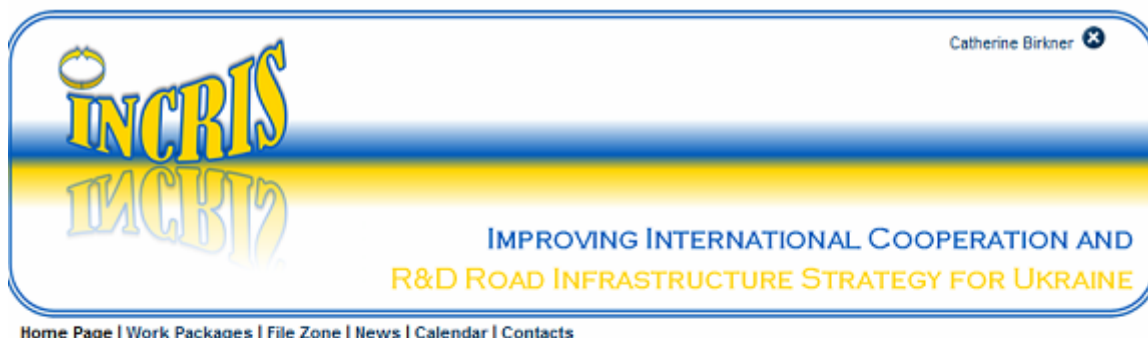 Catherine Birkner
INCRIS
IMPROVING INTERNATIONAL COOPERATION AND
R&D ROAD INFRASTRUCTURE STRATEGY FOR UKRAINE
Home Page | Work Packages | File Zone | News | Calendar | Contacts